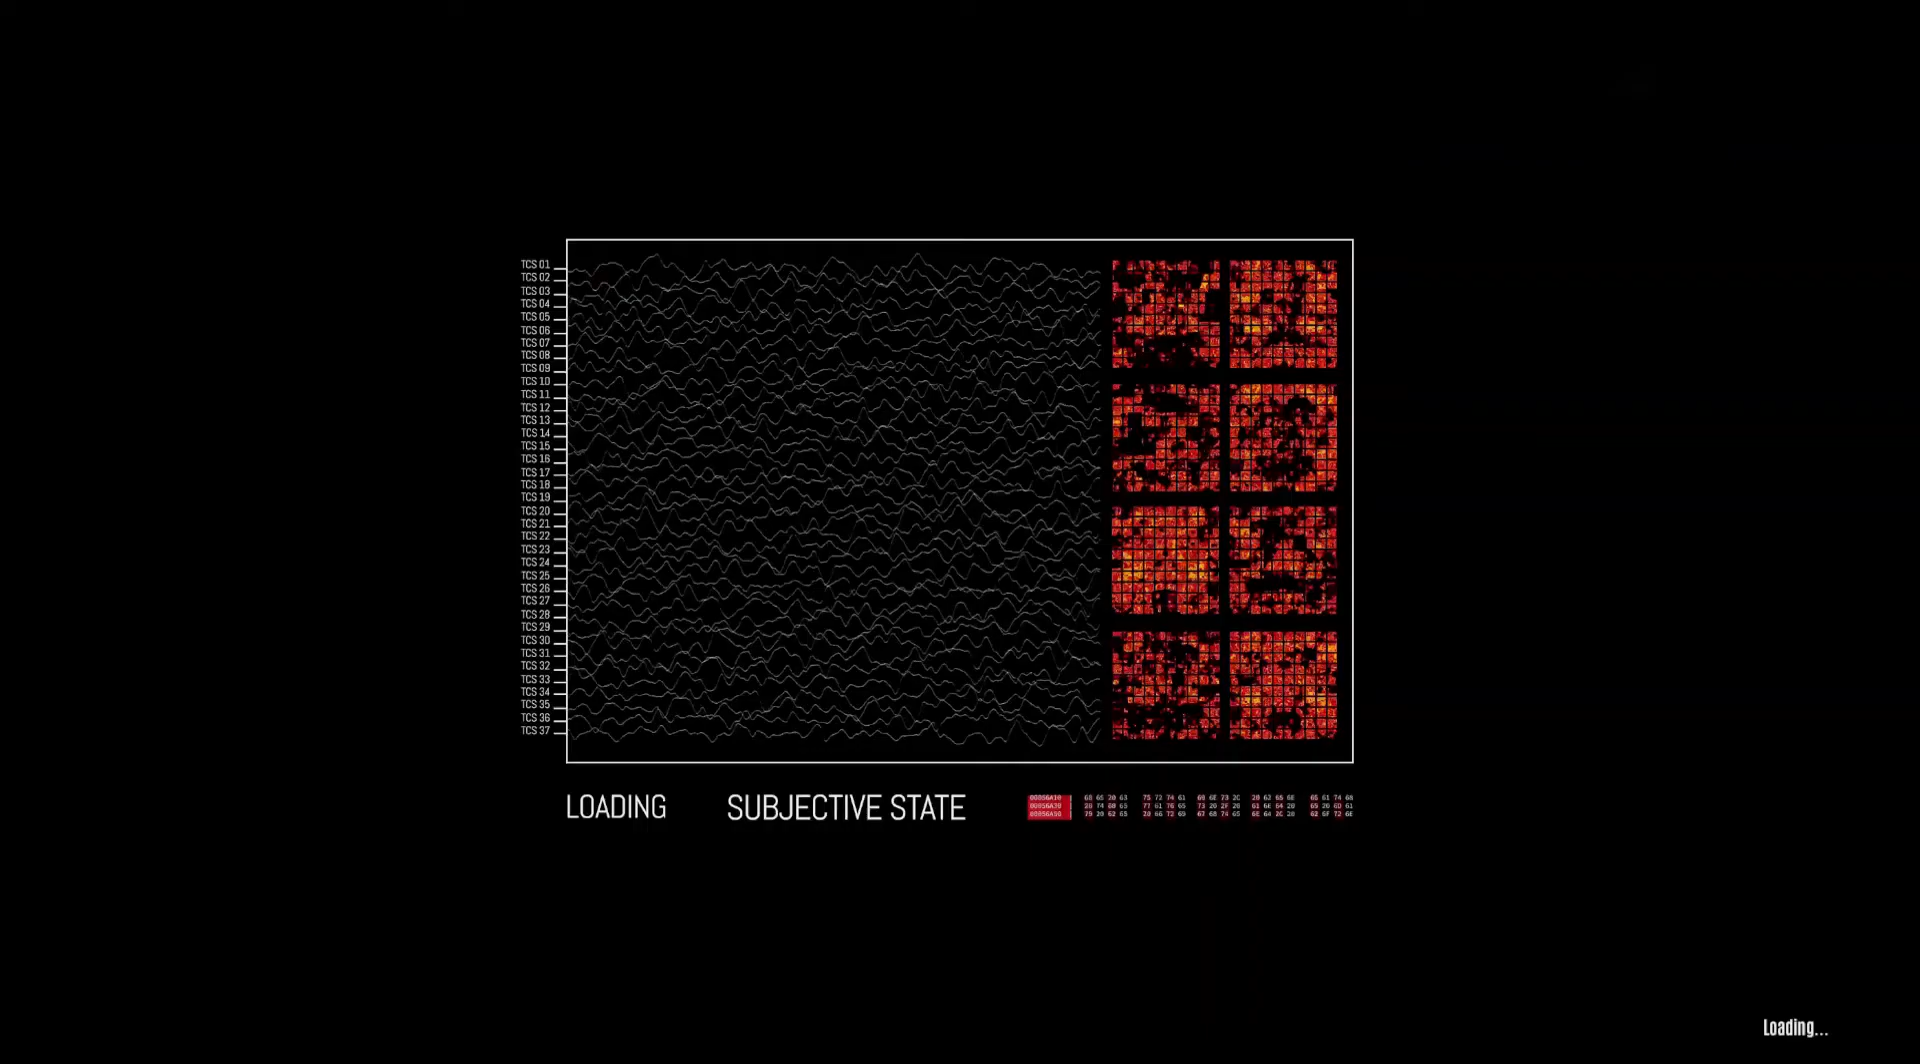 TCS 01
TCS 02
TCS 03
TCS 04
TCS 05
TCS 06
TCS 07
TCS 08
TCS 09
TCS 10
TCS 11
TCS 12
TCS 13
TCS 14
TCS 15
TCS 16
TCS 17
TCS 18
TCS 19
TCS 20
TCS 21
TCS 22
TCS 23
TCS 24
TCS 25
TCS 26
TCS 27
TCS 28
TCS 29
TCS 30
TCS 31
TCS 32
TCS 33
TCS 34
TCS 35
TCS 36
TCS 37
LOADING SUBJECTIVE STATE
Loading...